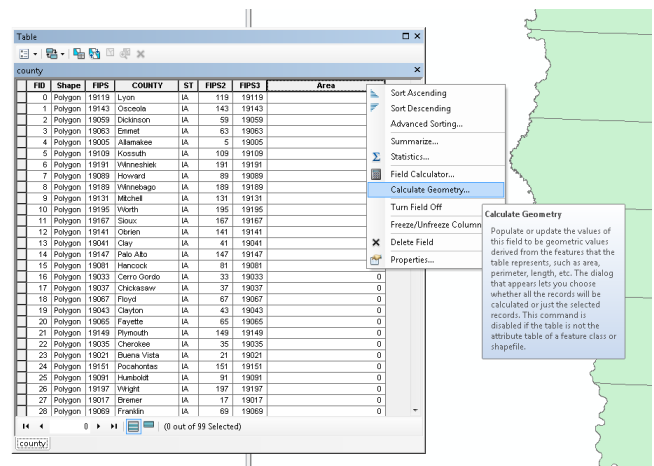 Table
county
FID Shape FIPS COUNTY ST FIPS2 FIPS3 Area
0 Polygon 19119 Lyon IA 119 19119
1 Polygon 19143 Osceola IA 143 19143
2 Polygon 19059 Dickinson IA 59 19059
3 Polygon 19063 Emmet IA 63 19063
4 Polygon 19005 Allamakee IA 5 19005
5 Polygon 19109 Kossuth IA 109 19109
6 Polygon 19191 Winneshiek IA 191 19191
7 Polygon 19089 Howard IA 89 19089
8 Polygon 19189 Winnebago IA 189 19189
9 Polygon 19131 Mitchell IA 131 19131
10 Polygon 19195 Worth IA 195 19195
11 Polygon 19167 Sioux IA 167 19167
12 Polygon 19141 Obrien IA 141 19141
13 Polygon 19041 Clay IA 41 19041
14 Polygon 19147 Palo Alto IA 147 19147
15 Polygon 19081 Hancock IA 81 19081
16 Polygon 19033 Cerro Gordo IA 33 19033 0
17 Polygon 19037 Chickasaw IA 37 19037 0
18 Polygon 19067 Floyd IA 67 19067 0
19 Polygon 19043 Clayton IA 43 19043 0
20 Polygon 19065 Fayette IA 65 19065 0
21 Polygon 19149 Plymouth IA 149 19149 0
22 Polygon 19035 Cherokee IA 35 19035 0
23 Polygon 19021 Buena Vista IA 21 19021 0
24 Polygon 19151 Pocahontas IA 151 19151 0
25 Polygon 19091 Humboldt IA 91 19091 0
26 Polygon 19197 Wright IA 197 19197 0
27 Polygon 19017 Bremer IA 17 19017 0
28 Polygon 19069 Franklin IA 69 19069 0
0 (0 out of 99 Selected)
county
Sort Ascending
Sort Descending
Advanced Sorting...
Summarize...
Σ Statistics...
Field Calculator...
Calculate Geometry...
Turn Field Off
Freeze/Unfreeze Column
Delete Field
Properties...
Calculate Geometry
Populate or update the values of
this field to be geometric values
derived from the features that the
table represents, such as area,
perimeter, length, etc. The dialog
that appears lets you choose
whether all the records will be
calculated or just the selected
records. This command is
disabled if the table is not the
attribute table of a feature class or
shapefile.